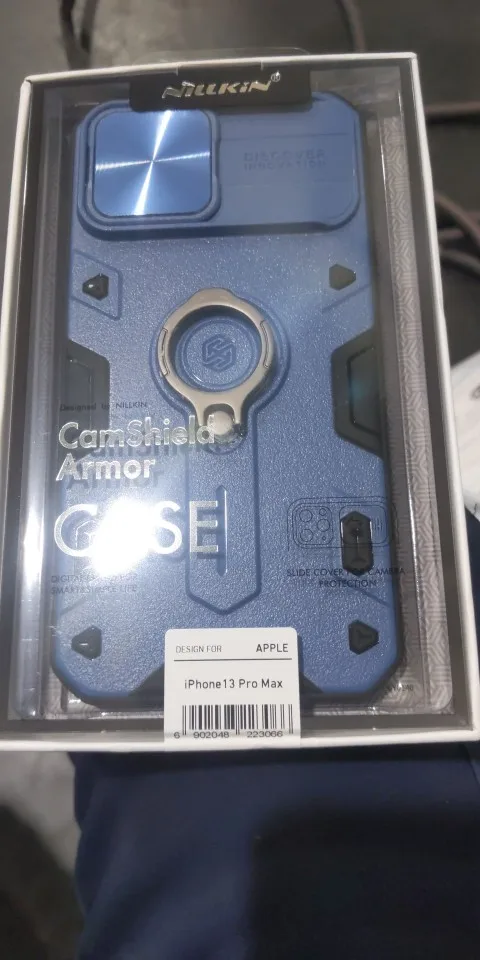 NILLKIN®
DISCOVER
INNOVATION
Designed by NILLKIN
CamShield
Armor
CASE
SLIDE COVER FOR CAMERA
PROTECTION
DESIGN FOR APPLE
iPhone13 Pro Max
6 902048 223066